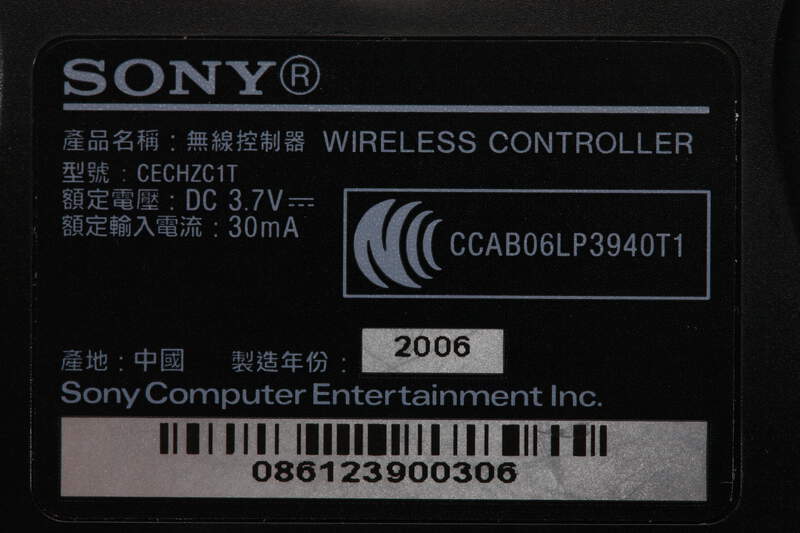 SONY®
產品名稱：無線控制器 WIRELESS CONTROLLER
型號：CECHZC1T
額定電壓：DC 3.7V⎓
額定輸入電流：30mA
CCAB06LP3940T1
產地：中國 製造年份：2006
Sony Computer Entertainment Inc.
086123900306